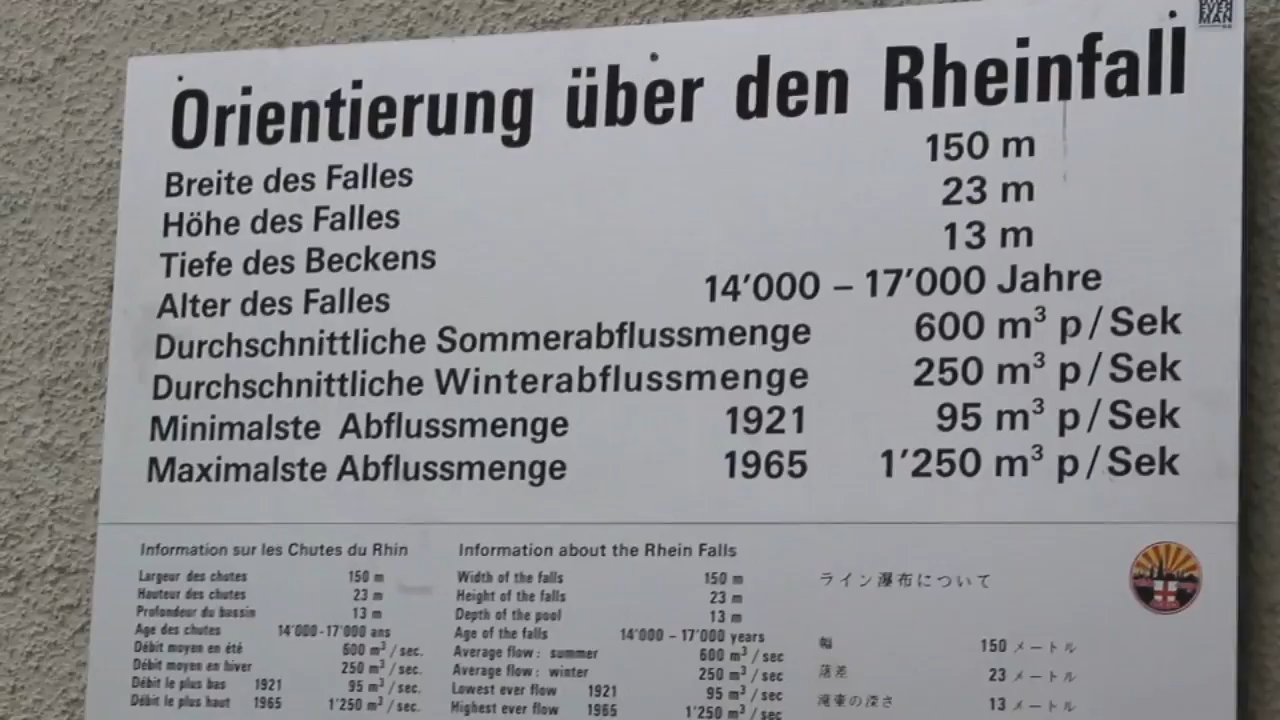 Orientierung über den Rheinfall
Breite des Falles 150 m
Höhe des Falles 23 m
Tiefe des Beckens 13 m
Alter des Falles 14'000 – 17'000 Jahre
Durchschnittliche Sommerabflussmenge 600 m³ p/Sek
Durchschnittliche Winterabflussmenge 250 m³ p/Sek
Minimalste Abflussmenge 1921 95 m³ p/Sek
Maximalste Abflussmenge 1965 1'250 m³ p/Sek
Information sur les Chutes du Rhin
Largeur des chutes 150 m
Hauteur des chutes 23 m
Profondeur du bassin 13 m
Age des chutes 14'000-17'000 ans
Débit moyen en été 600 m³/sec.
Débit moyen en hiver 250 m³/sec.
Débit le plus bas 1921 95 m³/sec.
Débit le plus haut 1965 1'250 m³/sec.
Information about the Rhein Falls
Width of the falls 150 m
Height of the falls 23 m
Depth of the pool 13 m
Age of the falls 14'000 – 17'000 years
Average flow: summer 600 m³/sec
Average flow: winter 250 m³/sec
Lowest ever flow 1921 95 m³/sec
Highest ever flow 1965 1'250 m³/sec
ライン瀑布について
幅 150 メートル
落差 23 メートル
滝壷の深さ 13 メートル